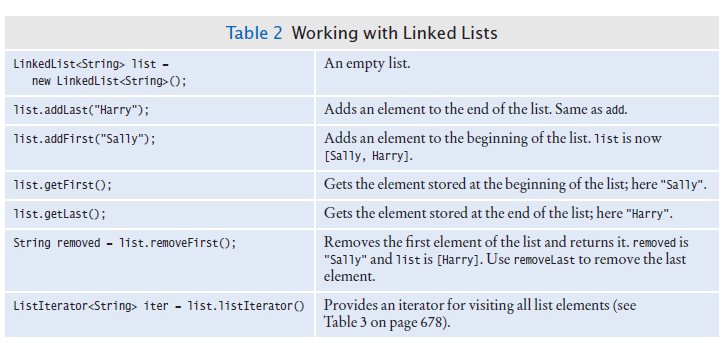 Table 2 Working with Linked Lists
LinkedList<String> list =
new LinkedList<String>();
An empty list.
list.addLast("Harry");
Adds an element to the end of the list. Same as add.
list.addFirst("Sally");
Adds an element to the beginning of the list. list is now
[Sally, Harry].
list.getFirst();
Gets the element stored at the beginning of the list; here "Sally".
list.getLast();
Gets the element stored at the end of the list; here "Harry".
String removed = list.removeFirst();
Removes the first element of the list and returns it. removed is
"Sally" and list is [Harry]. Use removeLast to remove the last
element.
ListIterator<String> iter = list.listIterator()
Provides an iterator for visiting all list elements (see
Table 3 on page 678).